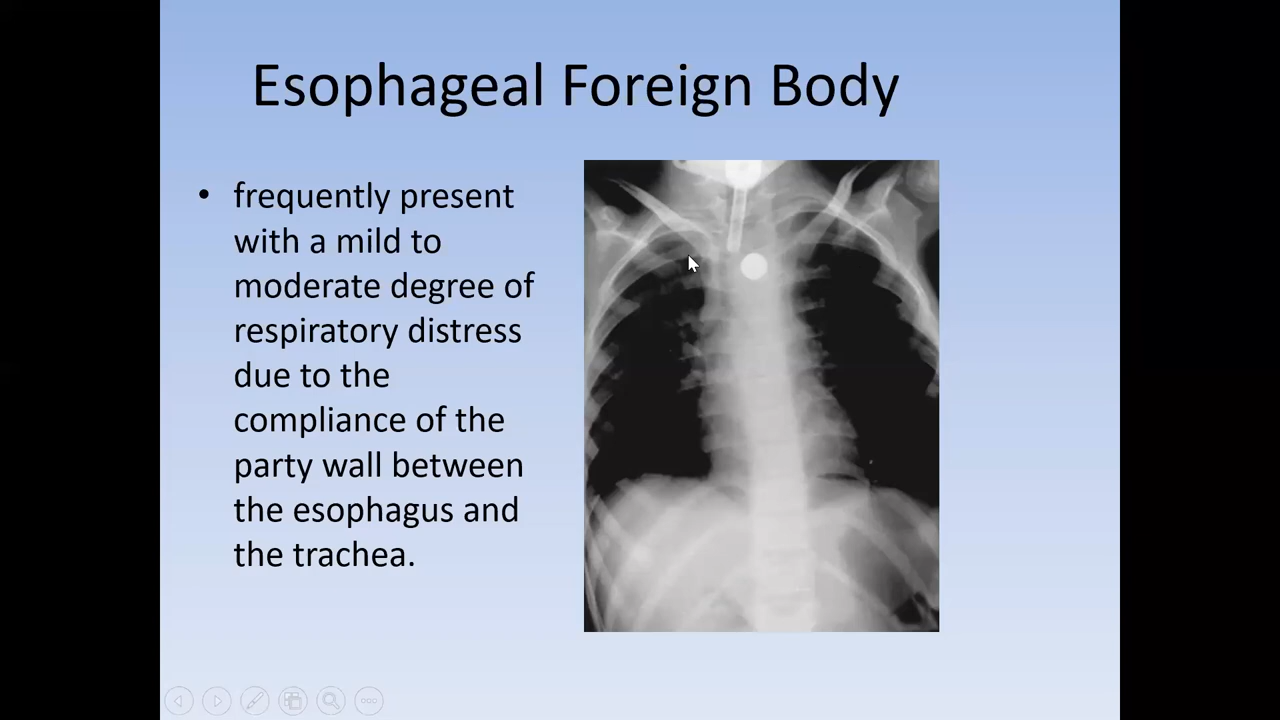 Esophageal Foreign Body
• frequently present
with a mild to
moderate degree of
respiratory distress
due to the
compliance of the
party wall between
the esophagus and
the trachea.